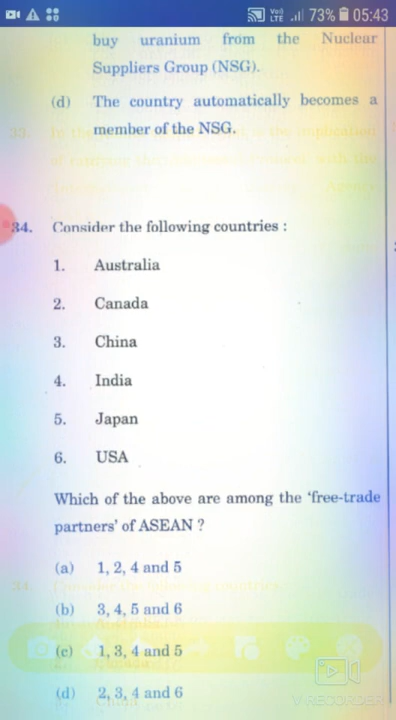 73% 05:43
buy uranium from the Nuclear
Suppliers Group (NSG).
(d) The country automatically becomes a
member of the NSG.
34. Consider the following countries :
1. Australia
2. Canada
3. China
4. India
5. Japan
6. USA
Which of the above are among the 'free-trade
partners' of ASEAN ?
(a) 1, 2, 4 and 5
(b) 3, 4, 5 and 6
(c) 1, 3, 4 and 5
(d) 2, 3, 4 and 6
V RECORDER